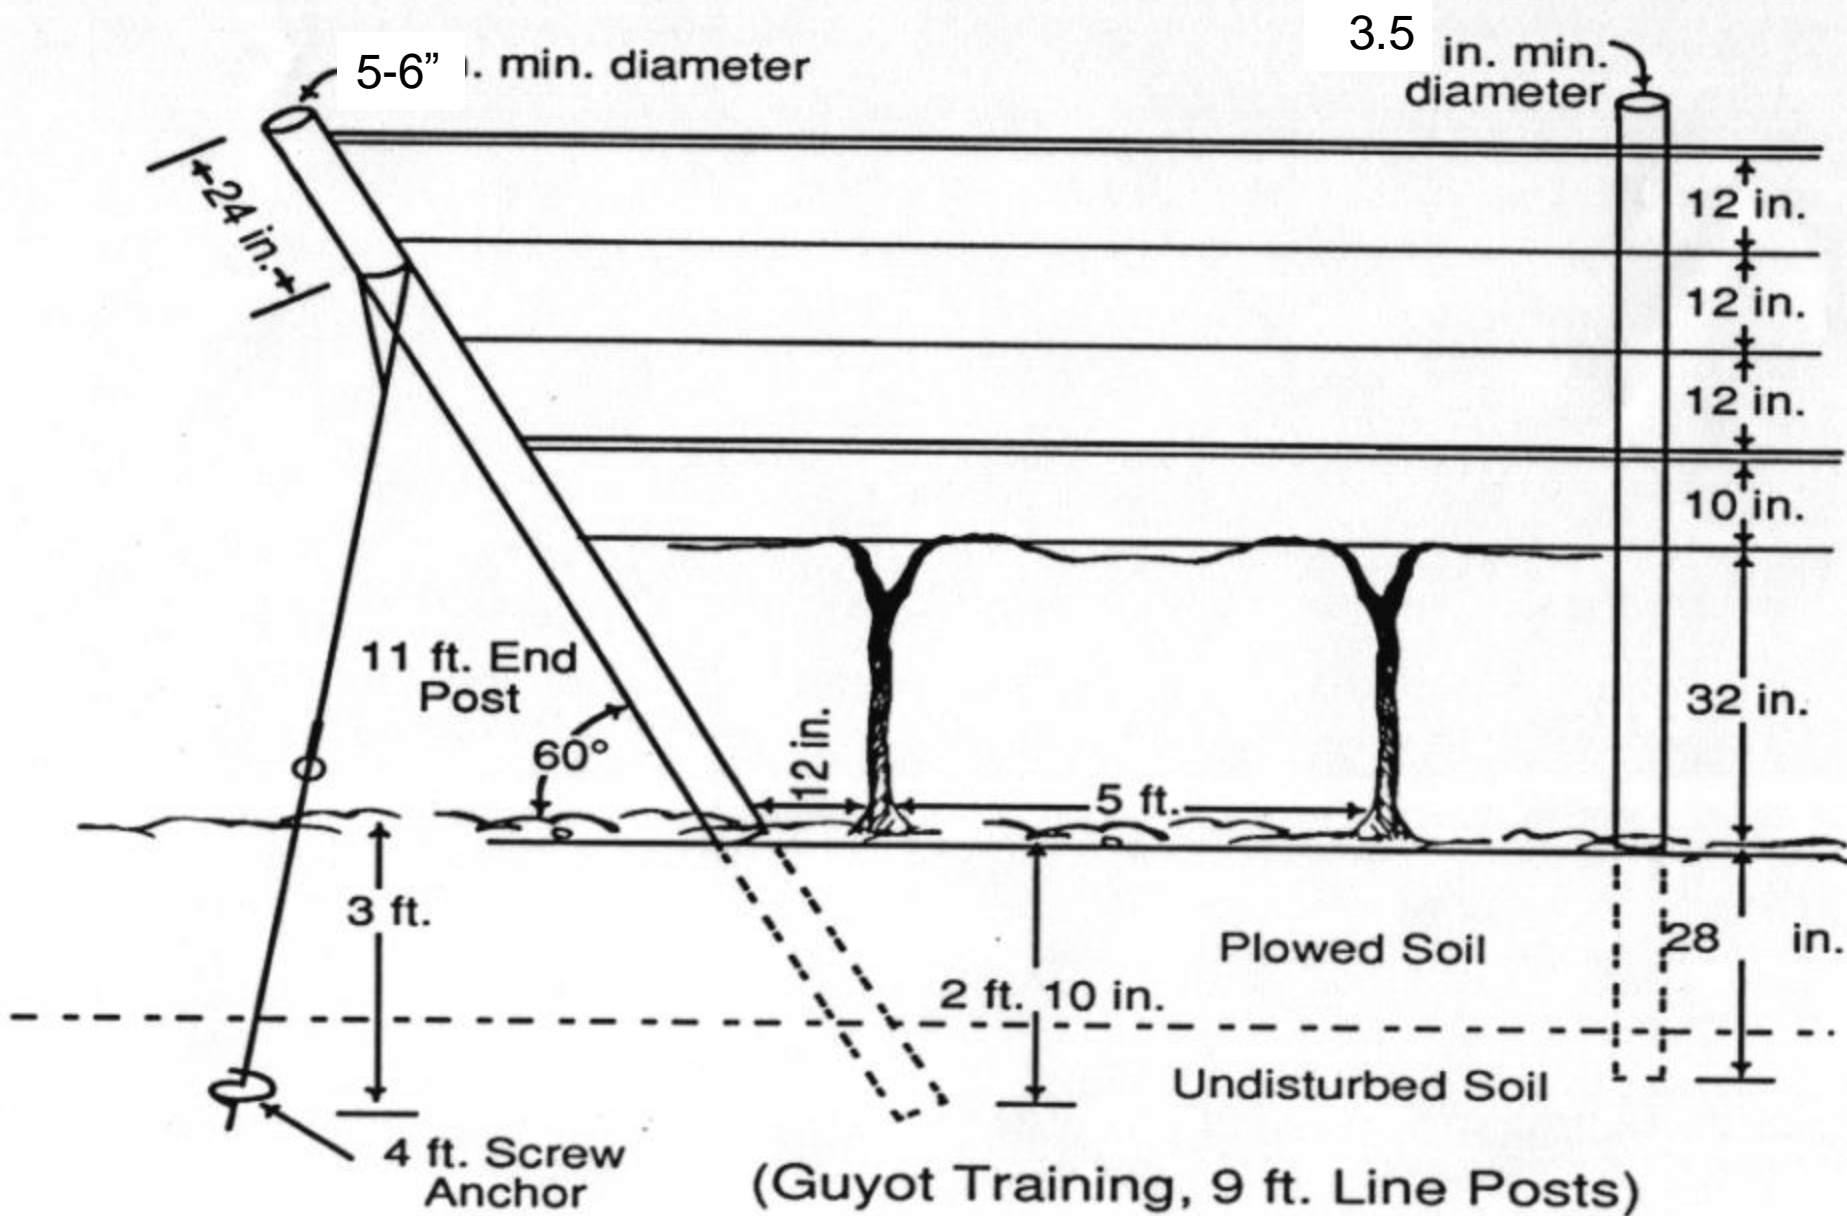 5-6” . min. diameter
3.5 in. min.
diameter
24 in.
12 in.
12 in.
12 in.
10 in.
11 ft. End
Post
60°
12 in.
5 ft.
32 in.
3 ft.
2 ft. 10 in.
Plowed Soil
28 in.
Undisturbed Soil
4 ft. Screw
Anchor
(Guyot Training, 9 ft. Line Posts)